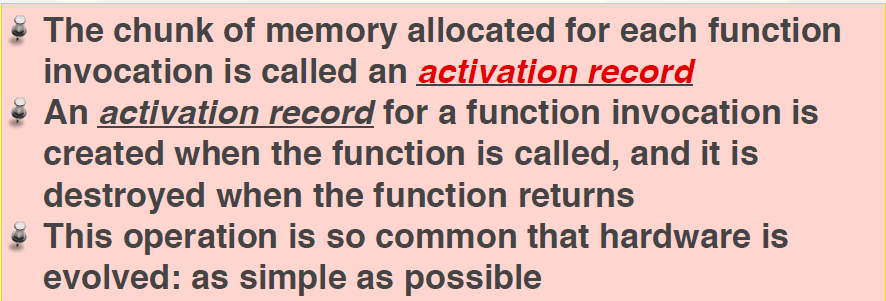 The chunk of memory allocated for each function
invocation is called an activation record
An activation record for a function invocation is
created when the function is called, and it is
destroyed when the function returns
This operation is so common that hardware is
evolved: as simple as possible